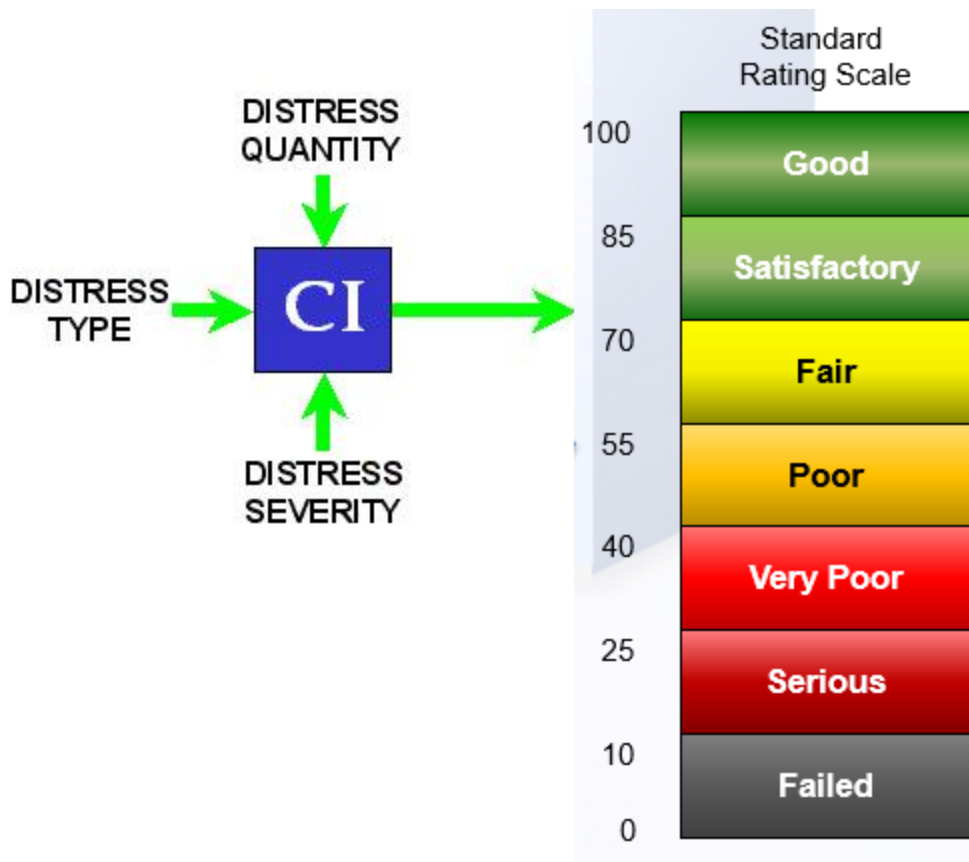 DISTRESS
QUANTITY
DISTRESS
TYPE
CI
DISTRESS
SEVERITY
Standard
Rating Scale
100
Good
85
Satisfactory
70
Fair
55
Poor
40
Very Poor
25
Serious
10
Failed
0